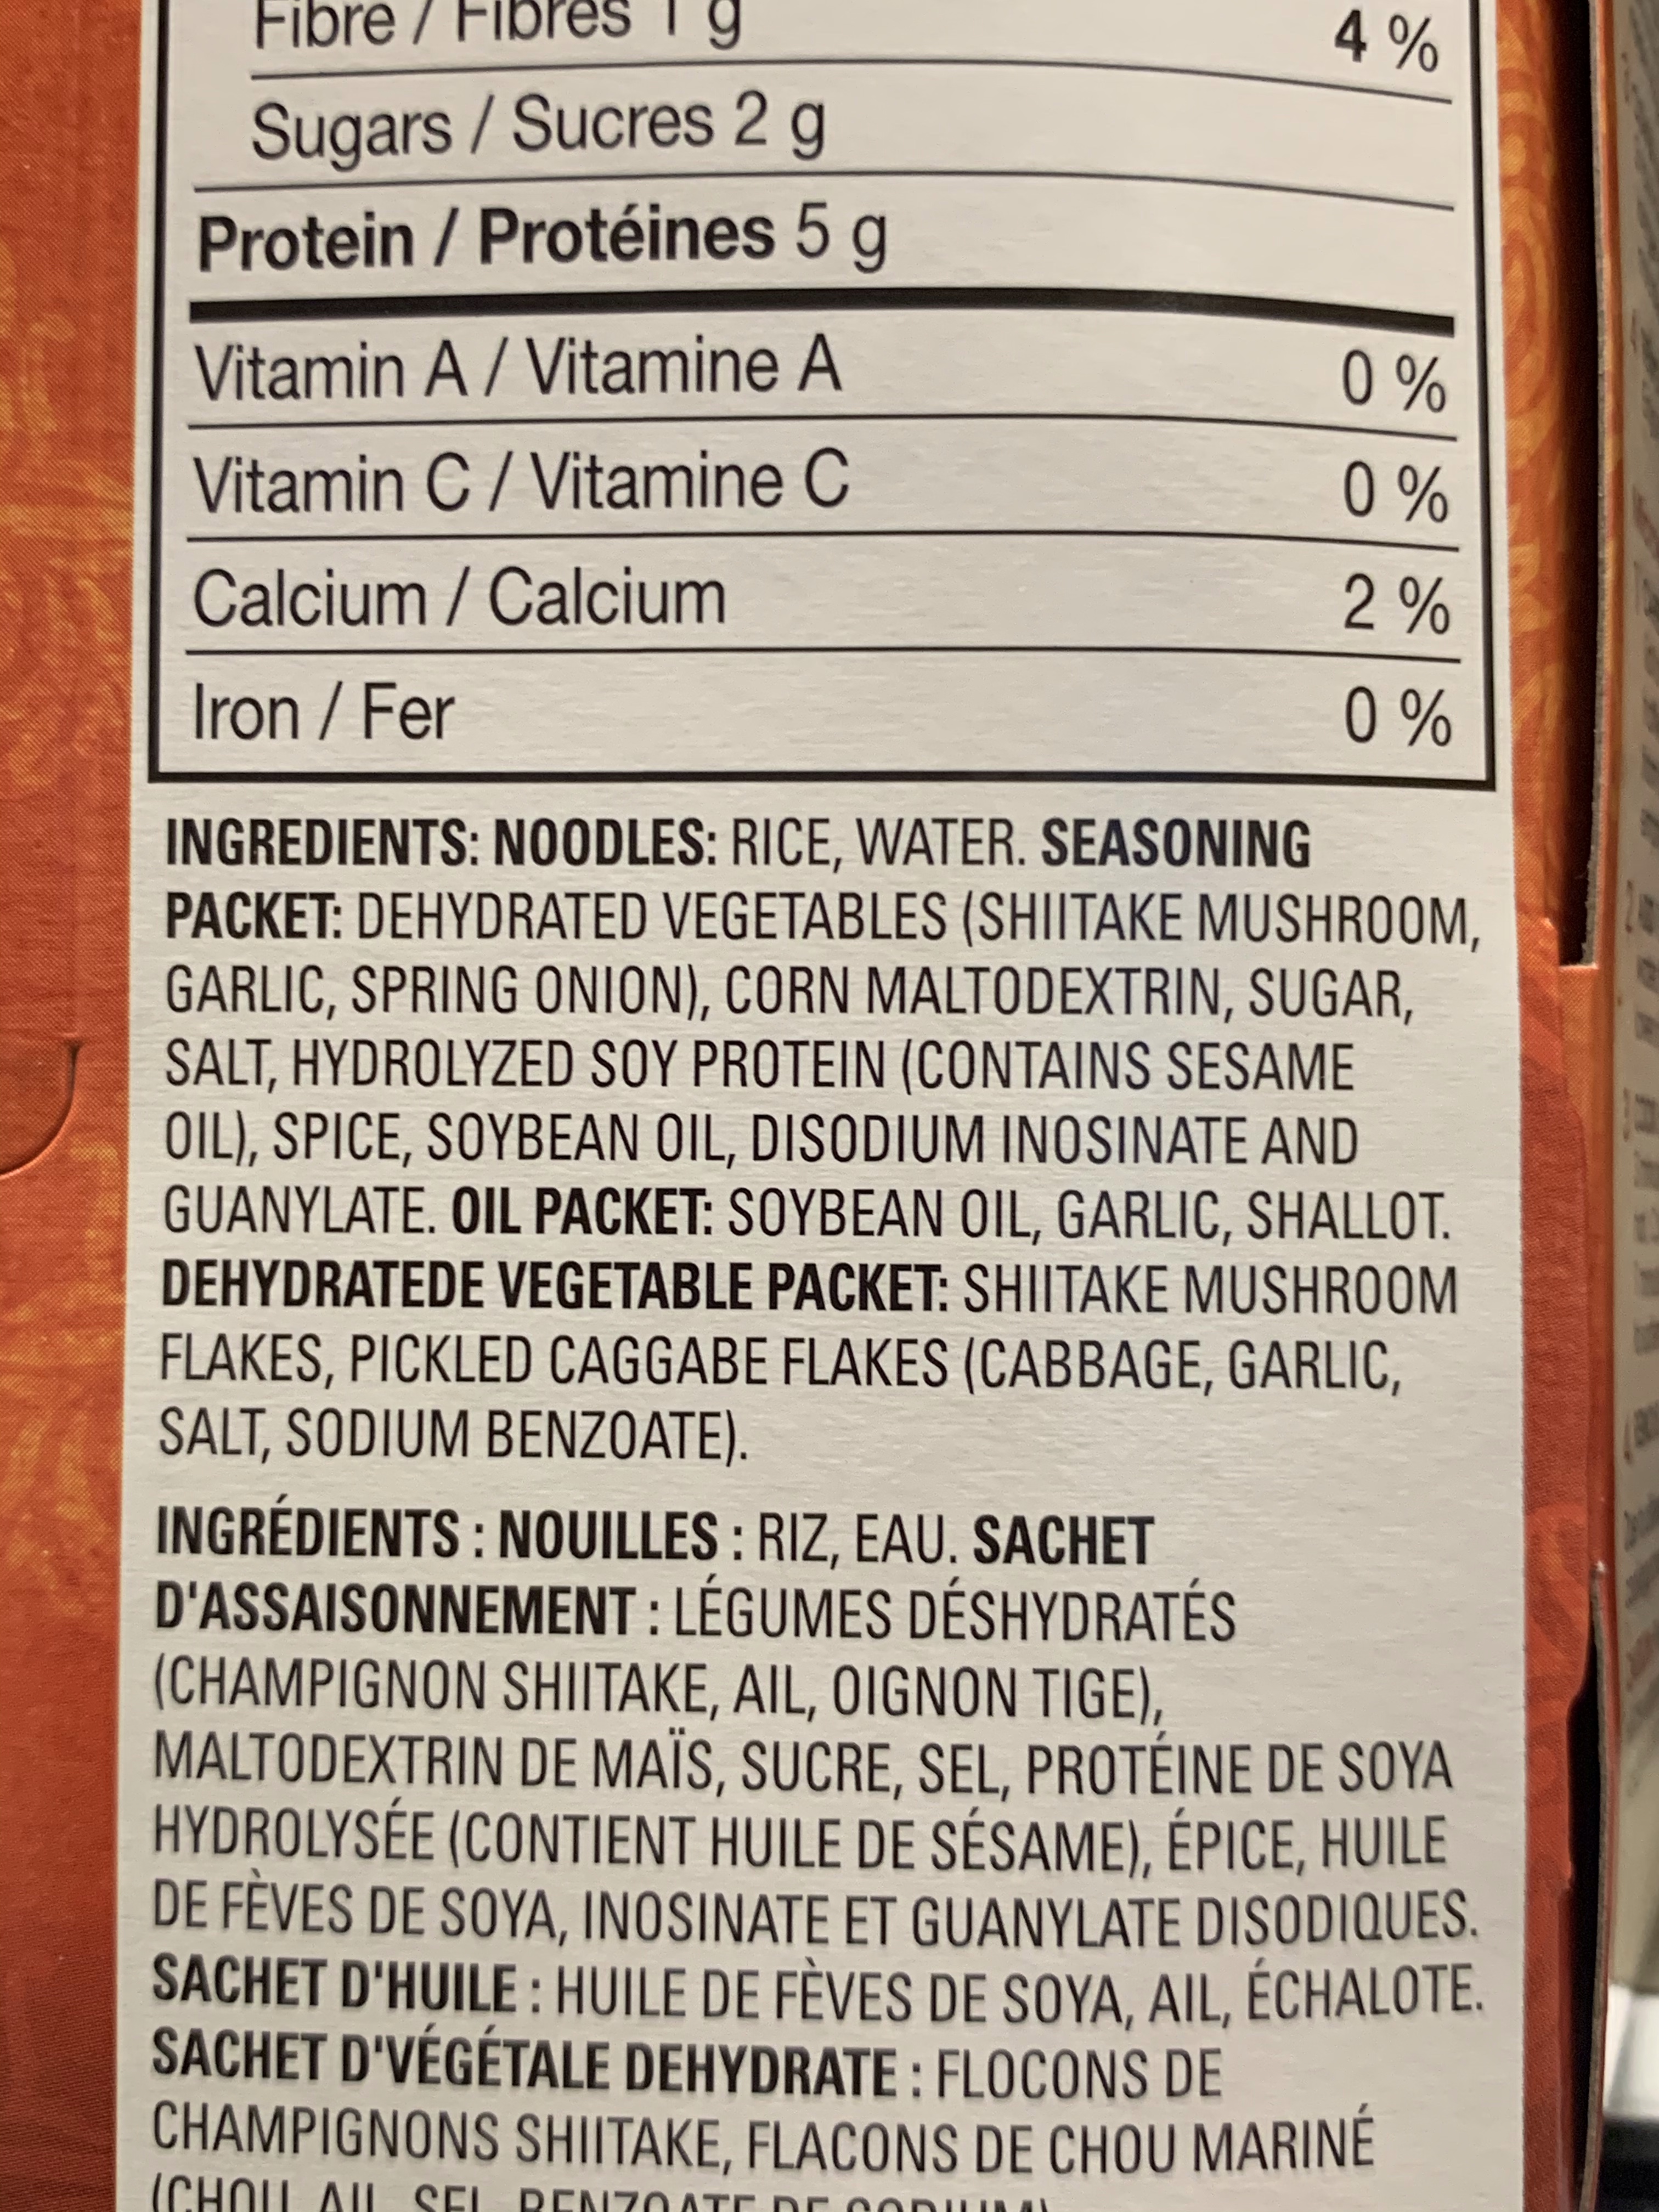 Fibre / Fibres 1 g 4 %
Sugars / Sucres 2 g
Protein / Protéines 5 g
Vitamin A / Vitamine A 0 %
Vitamin C / Vitamine C 0 %
Calcium / Calcium 2 %
Iron / Fer 0 %
INGREDIENTS: NOODLES: RICE, WATER. SEASONING
PACKET: DEHYDRATED VEGETABLES (SHIITAKE MUSHROOM,
GARLIC, SPRING ONION), CORN MALTODEXTRIN, SUGAR,
SALT, HYDROLYZED SOY PROTEIN (CONTAINS SESAME
OIL), SPICE, SOYBEAN OIL, DISODIUM INOSINATE AND
GUANYLATE. OIL PACKET: SOYBEAN OIL, GARLIC, SHALLOT.
DEHYDRATEDE VEGETABLE PACKET: SHIITAKE MUSHROOM
FLAKES, PICKLED CAGGABE FLAKES (CABBAGE, GARLIC,
SALT, SODIUM BENZOATE).
INGRÉDIENTS : NOUILLES : RIZ, EAU. SACHET
D'ASSAISONNEMENT : LÉGUMES DÉSHYDRATÉS
(CHAMPIGNON SHIITAKE, AIL, OIGNON TIGE),
MALTODEXTRIN DE MAÏS, SUCRE, SEL, PROTÉINE DE SOYA
HYDROLYSÉE (CONTIENT HUILE DE SÉSAME), ÉPICE, HUILE
DE FÈVES DE SOYA, INOSINATE ET GUANYLATE DISODIQUES.
SACHET D'HUILE : HUILE DE FÈVES DE SOYA, AIL, ÉCHALOTE.
SACHET D'VÉGÉTALE DEHYDRATE : FLOCONS DE
CHAMPIGNONS SHIITAKE, FLACONS DE CHOU MARINÉ
(CHOU, AIL, SEL, BENZOATE DE SODIUM)